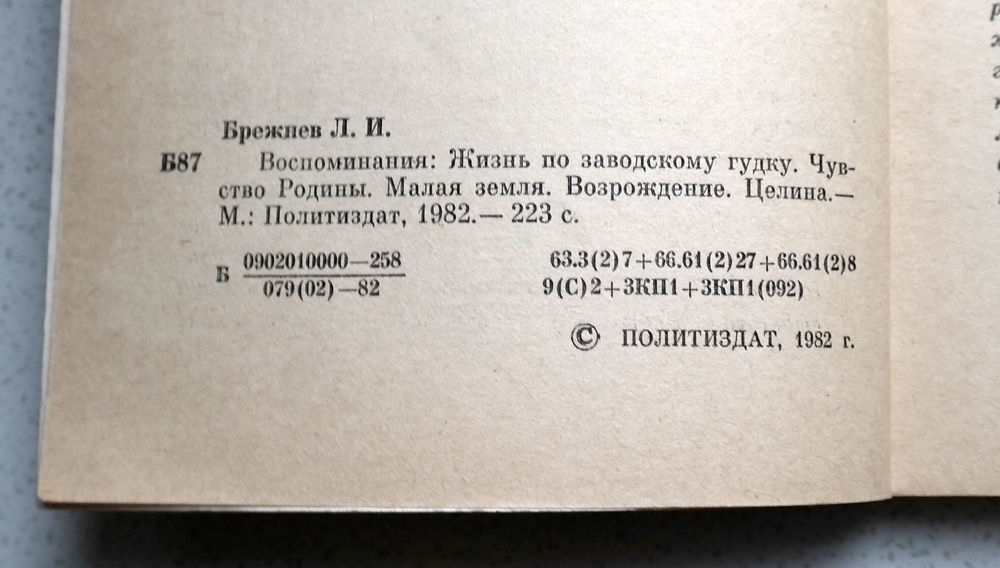 Брежнев Л. И.
Б87 Воспоминания: Жизнь по заводскому гудку. Чув-
ство Родины. Малая земля. Возрождение. Целина.—
М.: Политиздат, 1982.— 223 с.
Б 0902010000—258
079(02)—82
63.3(2)7+66.61(2)27+66.61(2)8
9(С)2+3КП1+3КП1(092)
© ПОЛИТИЗДАТ, 1982 г.